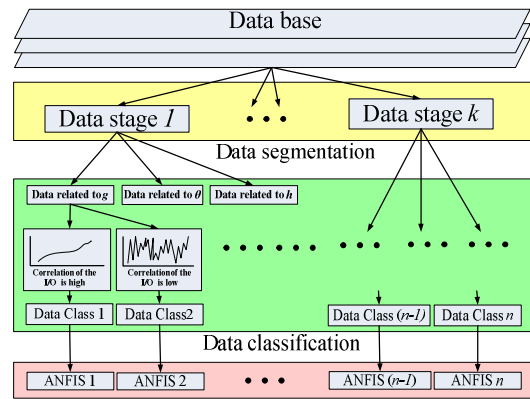 Data base
Data stage 1
Data stage k
Data segmentation
Data related to g
Data related to θ
Data related to h
Correlation of the
I/O is high
Correlation of the
I/O is low
Data Class 1
Data Class2
Data Class (n-1)
Data Class n
Data classification
ANFIS 1
ANFIS 2
ANFIS (n-1)
ANFIS n